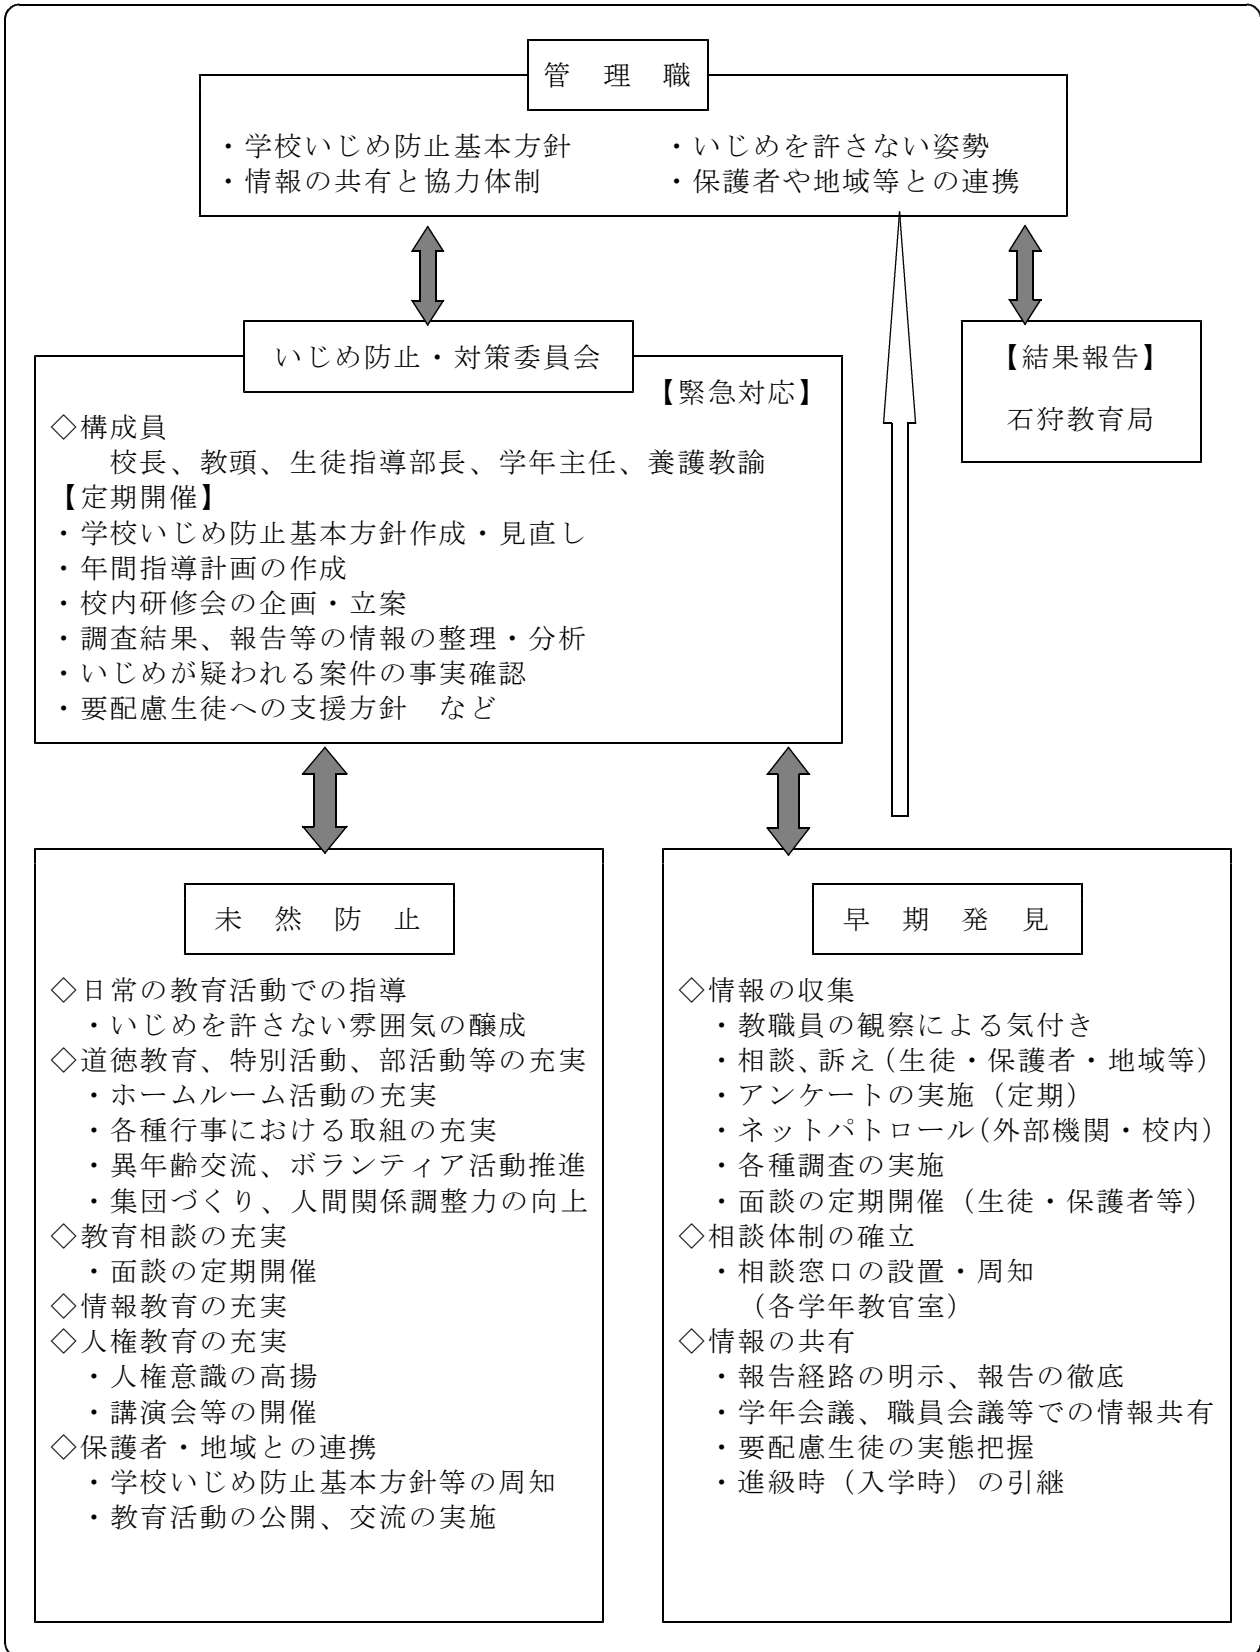 管　理　職
・学校いじめ防止基本方針　　　・いじめを許さない姿勢
・情報の共有と協力体制　　　　・保護者や地域等との連携
いじめ防止・対策委員会
【緊急対応】
◇構成員
校長、教頭、生徒指導部長、学年主任、養護教諭
【定期開催】
・学校いじめ防止基本方針作成・見直し
・年間指導計画の作成
・校内研修会の企画・立案
・調査結果、報告等の情報の整理・分析
・いじめが疑われる案件の事実確認
・要配慮生徒への支援方針　など
【結果報告】
石狩教育局
未　然　防　止
◇日常の教育活動での指導
・いじめを許さない雰囲気の醸成
◇道徳教育、特別活動、部活動等の充実
・ホームルーム活動の充実
・各種行事における取組の充実
・異年齢交流、ボランティア活動推進
・集団づくり、人間関係調整力の向上
◇教育相談の充実
・面談の定期開催
◇情報教育の充実
◇人権教育の充実
・人権意識の高揚
・講演会等の開催
◇保護者・地域との連携
・学校いじめ防止基本方針等の周知
・教育活動の公開、交流の実施
早　期　発　見
◇情報の収集
・教職員の観察による気付き
・相談、訴え（生徒・保護者・地域等）
・アンケートの実施（定期）
・ネットパトロール（外部機関・校内）
・各種調査の実施
・面談の定期開催（生徒・保護者等）
◇相談体制の確立
・相談窓口の設置・周知
（各学年教官室）
◇情報の共有
・報告経路の明示、報告の徹底
・学年会議、職員会議等での情報共有
・要配慮生徒の実態把握
・進級時（入学時）の引継